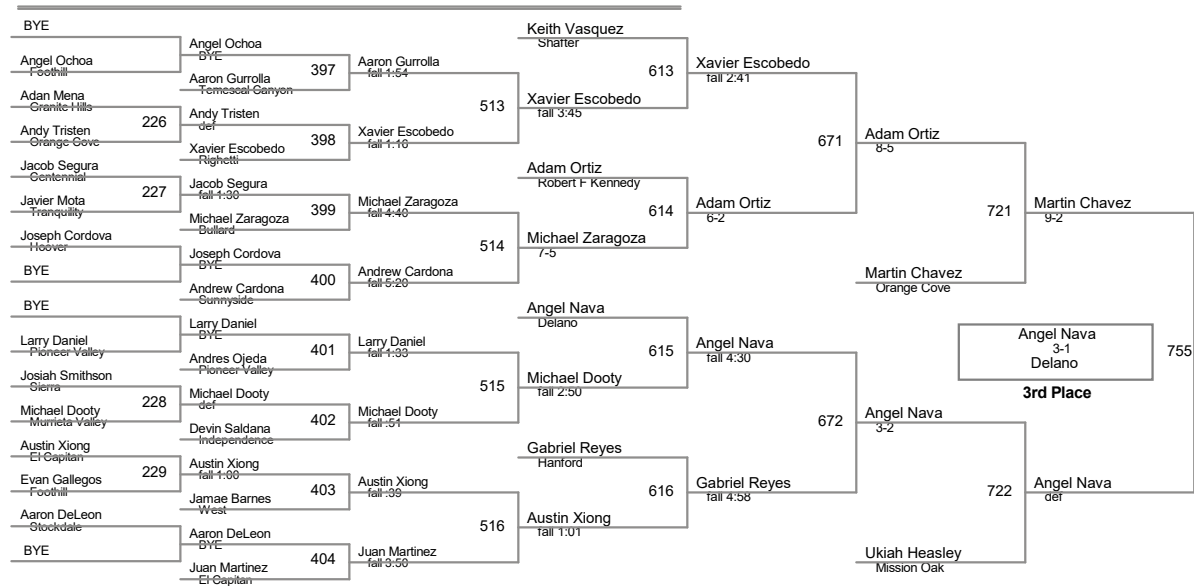 BYE
Angel Ochoa
Foothill
Adan Mena
Granite Hills
226
Andy Tristen
Orange Cove
Jacob Segura
Centennial
227
Javier Mota
Tranquility
Joseph Cordova
Hoover
BYE
BYE
Larry Daniel
Pioneer Valley
Josiah Smithson
Sierra
228
Michael Dooty
Murrieta Valley
Austin Xiong
El Capitan
229
Evan Gallegos
Foothill
Aaron DeLeon
Stockdale
BYE
Angel Ochoa
BYE
397
Aaron Gurrolla
Temescal Canyon
Andy Tristen
def
398
Xavier Escobedo
Righetti
Jacob Segura
fall 1:30
399
Michael Zaragoza
Bullard
Joseph Cordova
BYE
400
Andrew Cardona
Sunnyside
Larry Daniel
BYE
401
Andres Ojeda
Pioneer Valley
Michael Dooty
def
402
Devin Saldana
Independence
Austin Xiong
fall 1:00
403
Jamae Barnes
West
Aaron DeLeon
BYE
404
Juan Martinez
El Capitan
Aaron Gurrolla
fall 1:54
513
Xavier Escobedo
fall 1:16
Michael Zaragoza
fall 4:40
514
Andrew Cardona
fall 5:20
Larry Daniel
fall 1:33
515
Michael Dooty
fall :51
Austin Xiong
fall :39
516
Juan Martinez
fall 3:50
Keith Vasquez
Shafter
613
Xavier Escobedo
fall 3:45
Adam Ortiz
Robert F Kennedy
614
Michael Zaragoza
7-5
Angel Nava
Delano
615
Michael Dooty
fall 2:50
Gabriel Reyes
Hanford
616
Austin Xiong
fall 1:01
Xavier Escobedo
fall 2:41
671
Adam Ortiz
6-2
Angel Nava
fall 4:30
672
Gabriel Reyes
fall 4:58
Adam Ortiz
8-5
721
Martin Chavez
Orange Cove
Angel Nava
3-2
722
Ukiah Heasley
Mission Oak
Martin Chavez
9-2
Angel Nava
3-1
Delano
755
3rd Place
Angel Nava
def